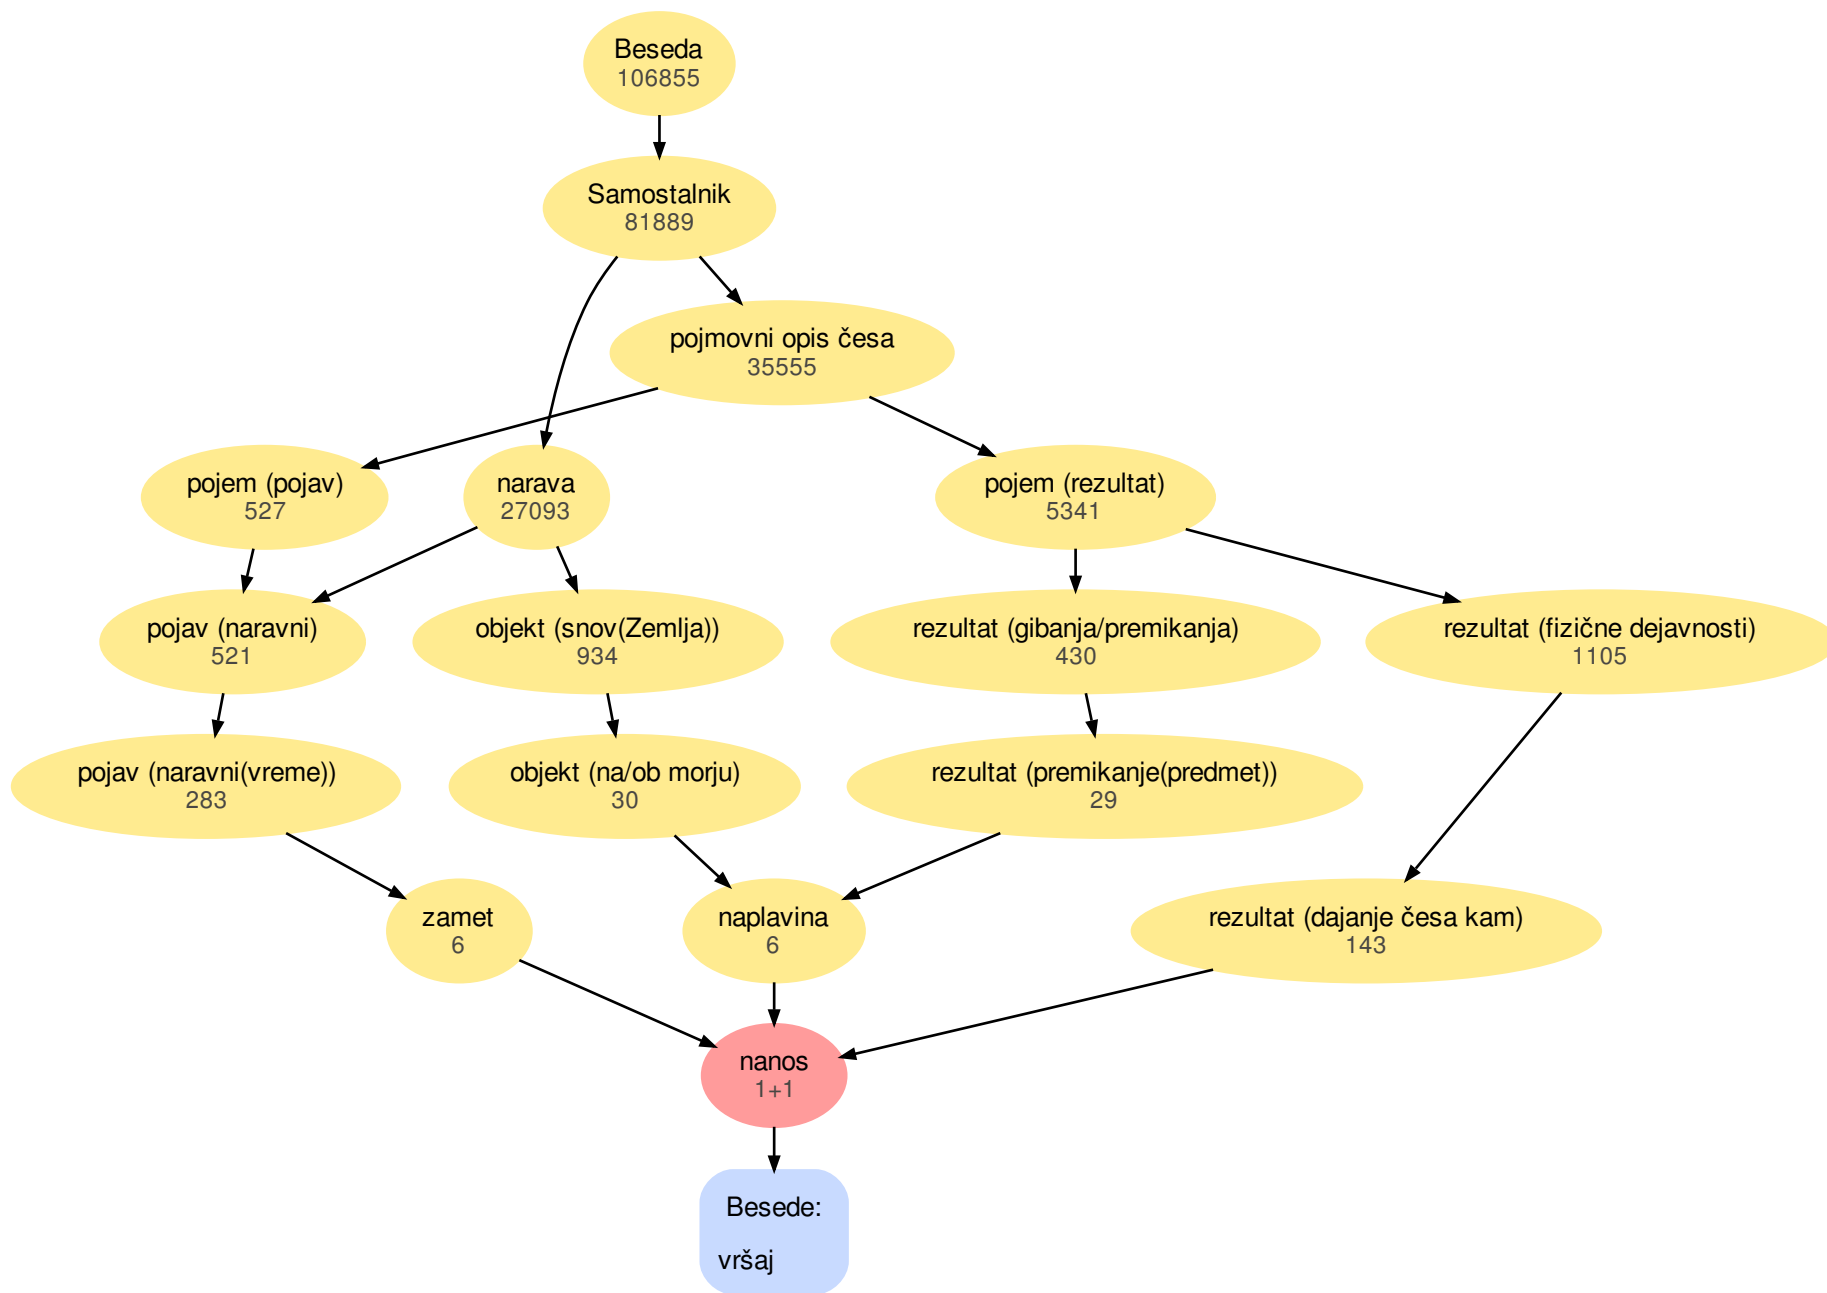 Beseda
106855
Samostalnik
81889
pojmovni opis česa
35555
pojem (pojav)
527
narava
27093
pojem (rezultat)
5341
pojav (naravni)
521
objekt (snov(Zemlja))
934
rezultat (gibanja/premikanja)
430
rezultat (fizične dejavnosti)
1105
pojav (naravni(vreme))
283
objekt (na/ob morju)
30
rezultat (premikanje(predmet))
29
zamet
6
naplavina
6
rezultat (dajanje česa kam)
143
nanos
1+1
Besede:
vršaj